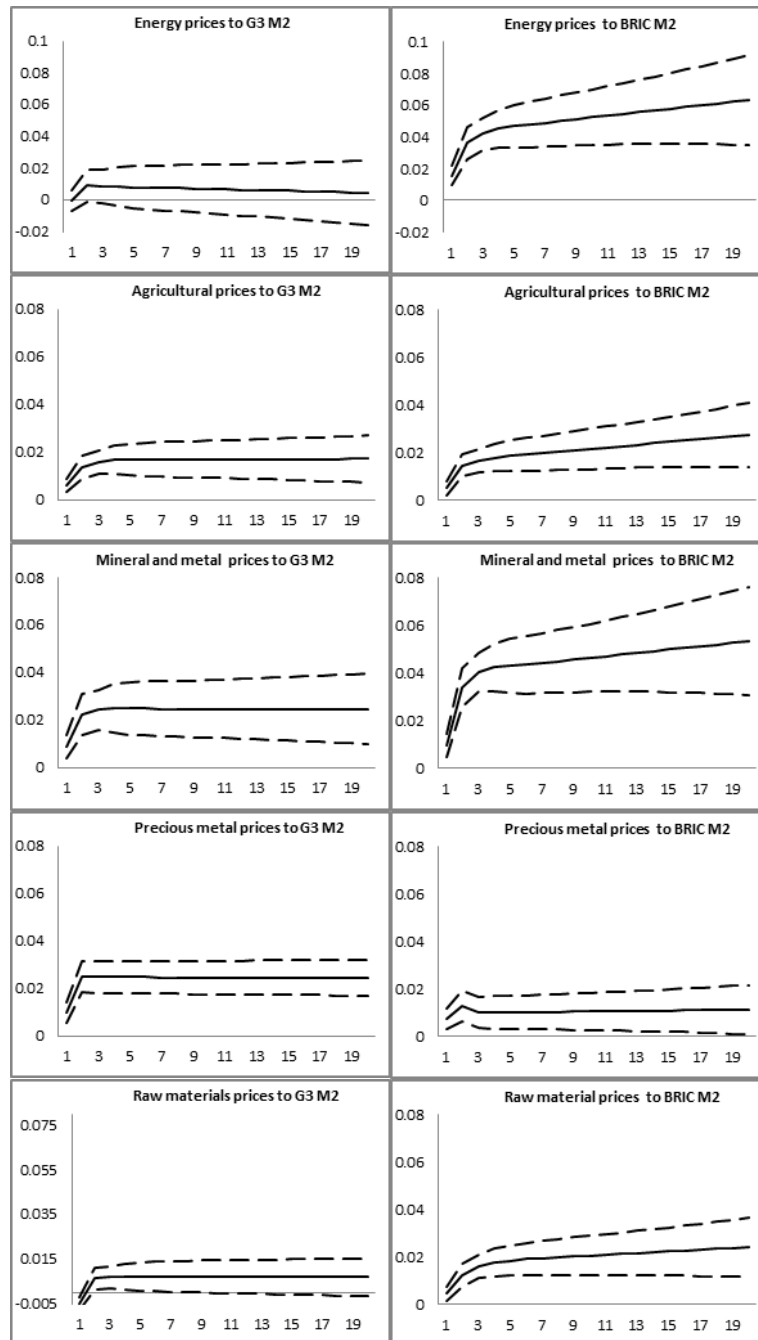 Energy prices to G3 M2
0.1
0.08
0.06
0.04
0.02
0
-0.02
1 3 5 7 9 11 13 15 17 19
Energy prices to BRIC M2
0.1
0.08
0.06
0.04
0.02
0
-0.02
1 3 5 7 9 11 13 15 17 19
Agricultural prices to G3 M2
0.08
0.06
0.04
0.02
0
1 3 5 7 9 11 13 15 17 19
Agricultural prices to BRIC M2
0.08
0.06
0.04
0.02
0
1 3 5 7 9 11 13 15 17 19
Mineral and metal prices to G3 M2
0.08
0.06
0.04
0.02
0
1 3 5 7 9 11 13 15 17 19
Mineral and metal prices to BRIC M2
0.08
0.06
0.04
0.02
0
1 3 5 7 9 11 13 15 17 19
Precious metal prices to G3 M2
0.08
0.06
0.04
0.02
0
1 3 5 7 9 11 13 15 17 19
Precious metal prices to BRIC M2
0.08
0.06
0.04
0.02
0
1 3 5 7 9 11 13 15 17 19
Raw materials prices to G3 M2
0.075
0.055
0.035
0.015
-0.005
1 3 5 7 9 11 13 15 17 19
Raw material prices to BRIC M2
0.08
0.06
0.04
0.02
0
1 3 5 7 9 11 13 15 17 19